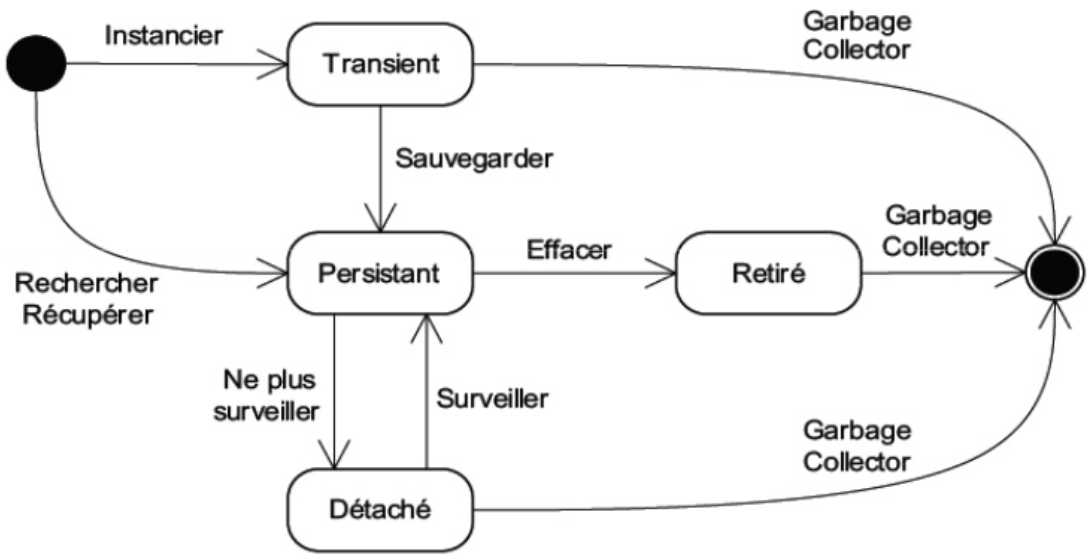 Instancier
Transient
Garbage
Collector
Sauvegarder
Rechercher
Récupérer
Persistant
Effacer
Retiré
Garbage
Collector
Ne plus
surveiller
Surveiller
Détaché
Garbage
Collector